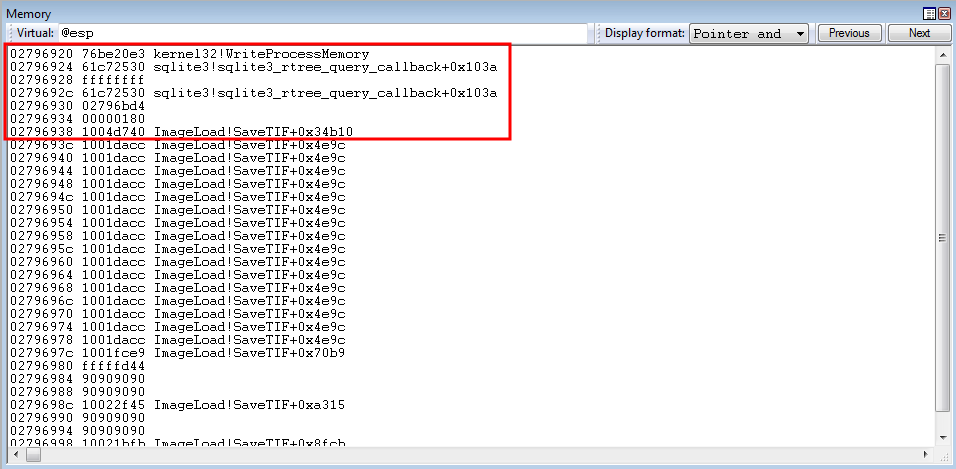 Memory
Virtual: @esp Display format: Pointer and Previous Next
02796920 76be20e3 kernel32!WriteProcessMemory
02796924 61c72530 sqlite3!sqlite3_rtree_query_callback+0x103a
02796928 ffffffff
0279692c 61c72530 sqlite3!sqlite3_rtree_query_callback+0x103a
02796930 02796bd4
02796934 00000180
02796938 1004d740 ImageLoad!SaveTIF+0x34b10
0279693c 1001dacc ImageLoad!SaveTIF+0x4e9c
02796940 1001dacc ImageLoad!SaveTIF+0x4e9c
02796944 1001dacc ImageLoad!SaveTIF+0x4e9c
02796948 1001dacc ImageLoad!SaveTIF+0x4e9c
0279694c 1001dacc ImageLoad!SaveTIF+0x4e9c
02796950 1001dacc ImageLoad!SaveTIF+0x4e9c
02796954 1001dacc ImageLoad!SaveTIF+0x4e9c
02796958 1001dacc ImageLoad!SaveTIF+0x4e9c
0279695c 1001dacc ImageLoad!SaveTIF+0x4e9c
02796960 1001dacc ImageLoad!SaveTIF+0x4e9c
02796964 1001dacc ImageLoad!SaveTIF+0x4e9c
02796968 1001dacc ImageLoad!SaveTIF+0x4e9c
0279696c 1001dacc ImageLoad!SaveTIF+0x4e9c
02796970 1001dacc ImageLoad!SaveTIF+0x4e9c
02796974 1001dacc ImageLoad!SaveTIF+0x4e9c
02796978 1001dacc ImageLoad!SaveTIF+0x4e9c
0279697c 1001fce9 ImageLoad!SaveTIF+0x70b9
02796980 fffffd44
02796984 90909090
02796988 90909090
0279698c 10022f45 ImageLoad!SaveTIF+0xa315
02796990 90909090
02796994 90909090
02796998 10021bfb ImageLoad!SaveTIF+0x8fcb